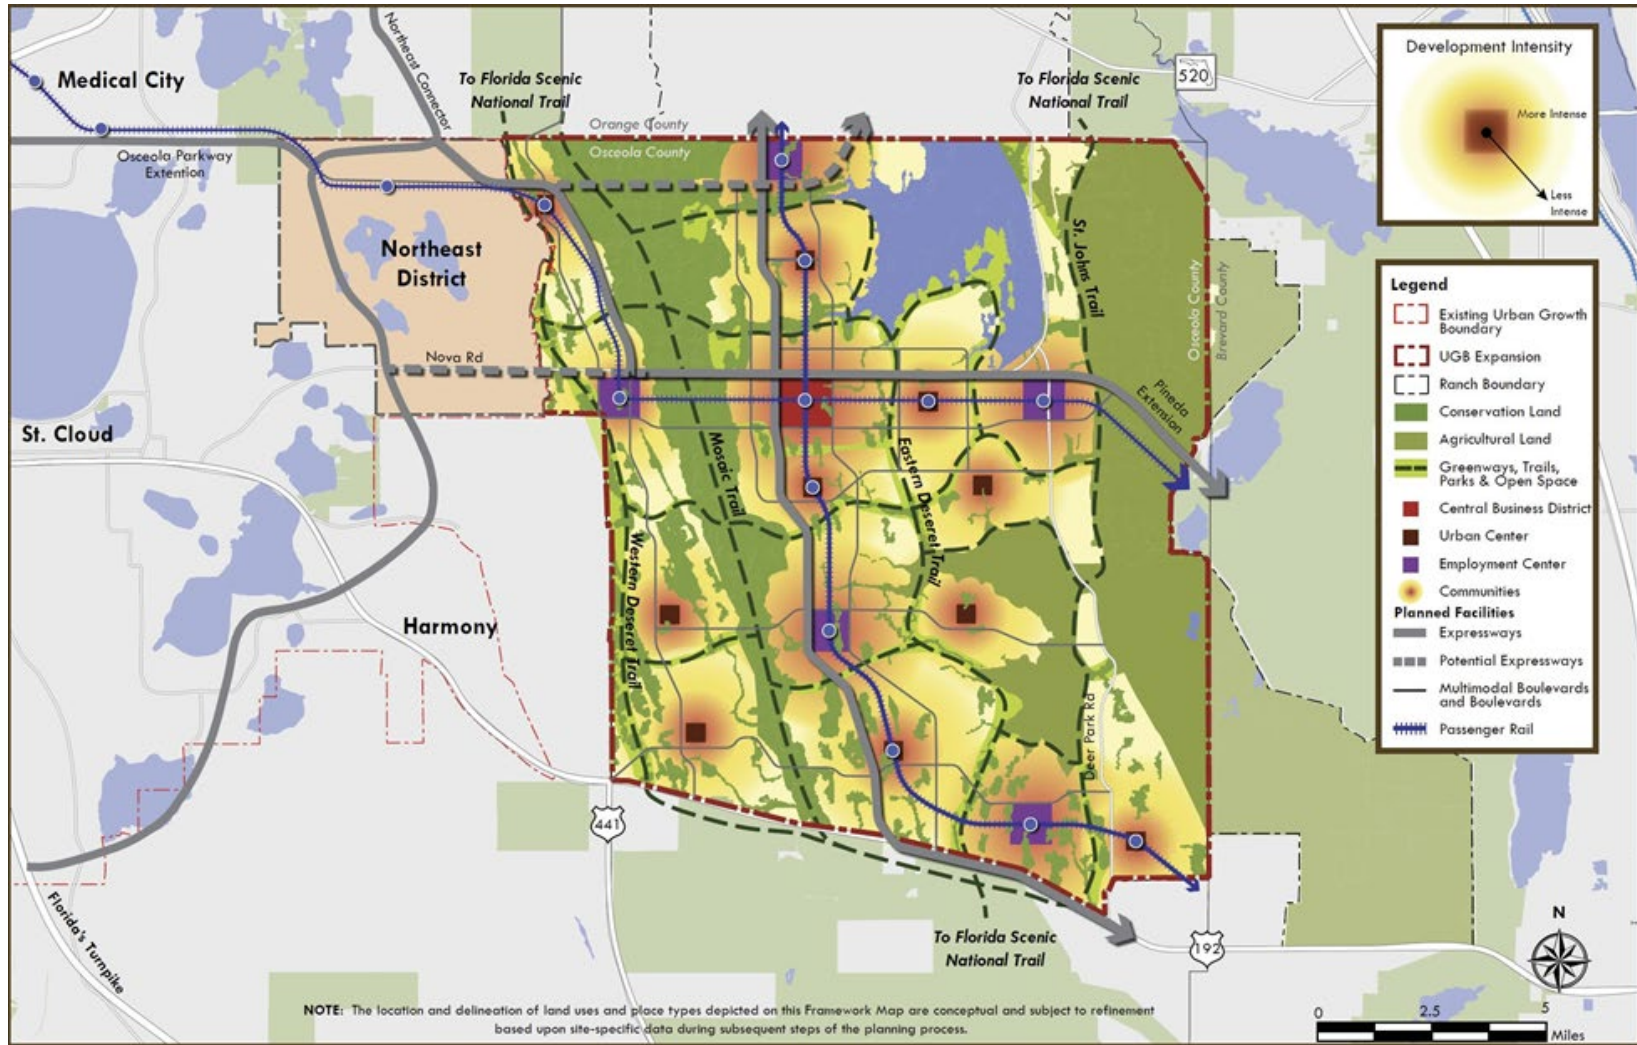 Medical City
Northeast Connector
To Florida Scenic
National Trail
To Florida Scenic
National Trail
520
Orange County
Osceola County
Osceola Parkway
Extention
Northeast
District
St. Johns Trail
Osceola County
Brevard County
Nova Rd
Pineda
Extension
St. Cloud
Mosaic Trail
Eastern Deseret Trail
Western Deseret Trail
Harmony
Deer Park Rd
441
Florida's Turnpike
192
To Florida Scenic
National Trail
Development Intensity
More Intense
Less
Intense
Legend
Existing Urban Growth
Boundary
UGB Expansion
Ranch Boundary
Conservation Land
Agricultural Land
Greenways, Trails,
Parks & Open Space
Central Business District
Urban Center
Employment Center
Communities
Planned Facilities
Expressways
Potential Expressways
Multimodal Boulevards
and Boulevards
Passenger Rail
N
0 2.5 5
Miles
NOTE: The location and delineation of land uses and place types depicted on this Framework Map are conceptual and subject to refinement
based upon site-specific data during subsequent steps of the planning process.